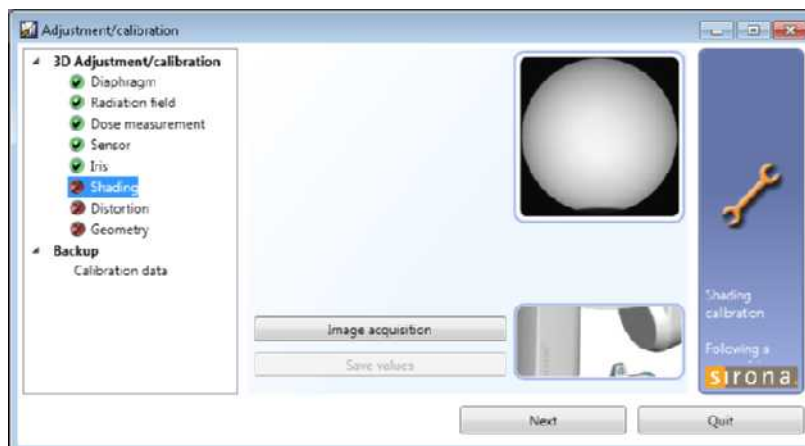 Adjustment/calibration
3D Adjustment/calibration
Diaphragm
Radiation field
Dose measurement
Sensor
Iris
Shading
Distortion
Geometry
Backup
Calibration data
Image acquisition
Save values
Shading
calibration
Following a
sirona.
Next
Quit